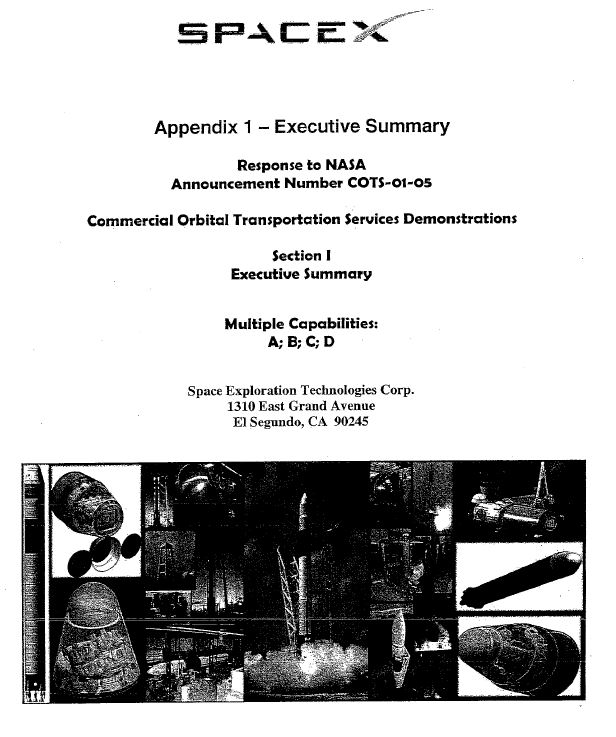 SPACEX
Appendix 1 – Executive Summary
Response to NASA
Announcement Number COTS-01-05
Commercial Orbital Transportation Services Demonstrations
Section I
Executive Summary
Multiple Capabilities:
A; B; C; D
Space Exploration Technologies Corp.
1310 East Grand Avenue
El Segundo, CA 90245